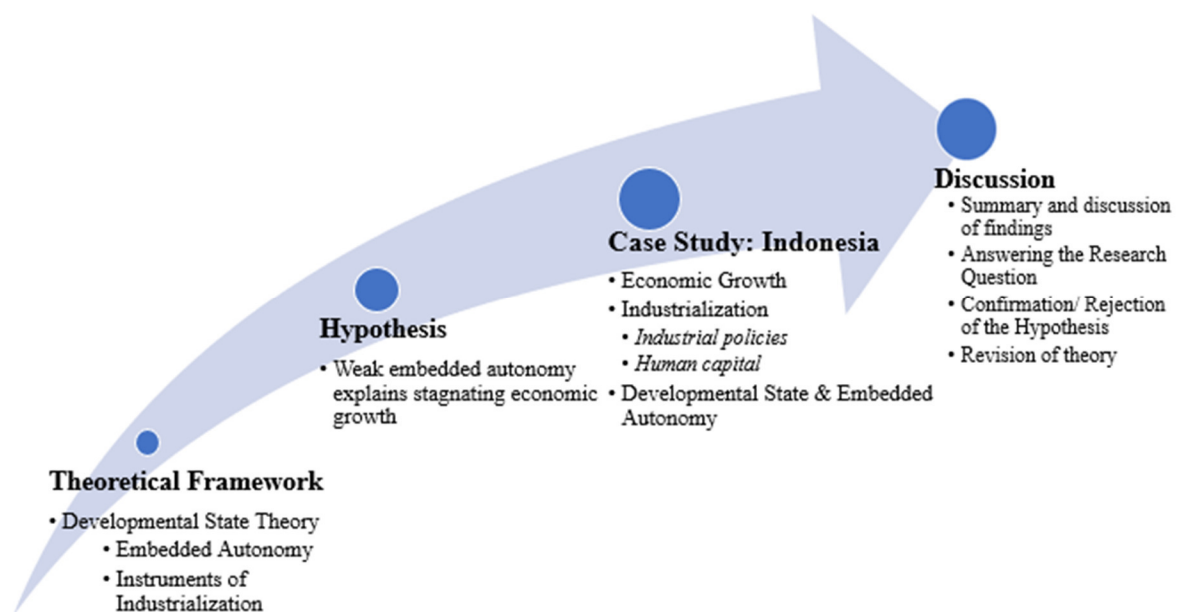 Theoretical Framework
• Developmental State Theory
• Embedded Autonomy
• Instruments of
Industrialization
Hypothesis
• Weak embedded autonomy
explains stagnating economic
growth
Case Study: Indonesia
• Economic Growth
• Industrialization
• Industrial policies
• Human capital
• Developmental State & Embedded
Autonomy
Discussion
• Summary and discussion
of findings
• Answering the Research
Question
• Confirmation/ Rejection
of the Hypothesis
• Revision of theory